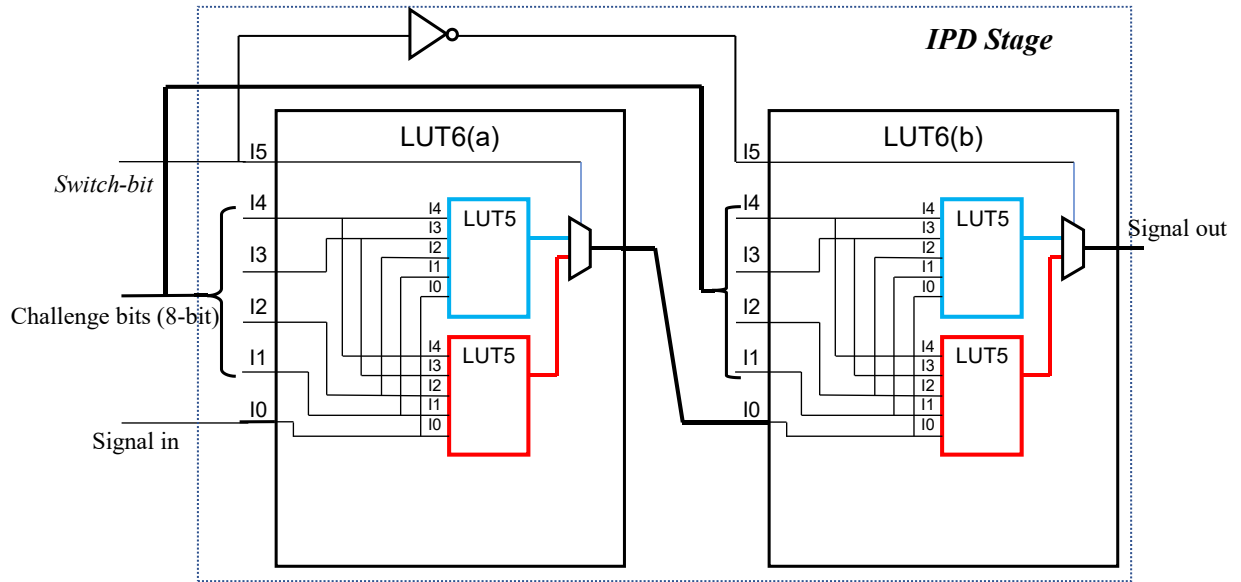 IPD Stage
LUT6(a)
LUT6(b)
I5
I5
Switch-bit
I4
I4
LUT5
I4
I3
I2
I1
I0
I4
LUT5
I4
I3
I2
I1
I0
Signal out
I3
I3
Challenge bits (8-bit)
I2
I2
I1
LUT5
I4
I3
I2
I1
I0
I1
LUT5
I4
I3
I2
I1
I0
I0
I0
Signal in